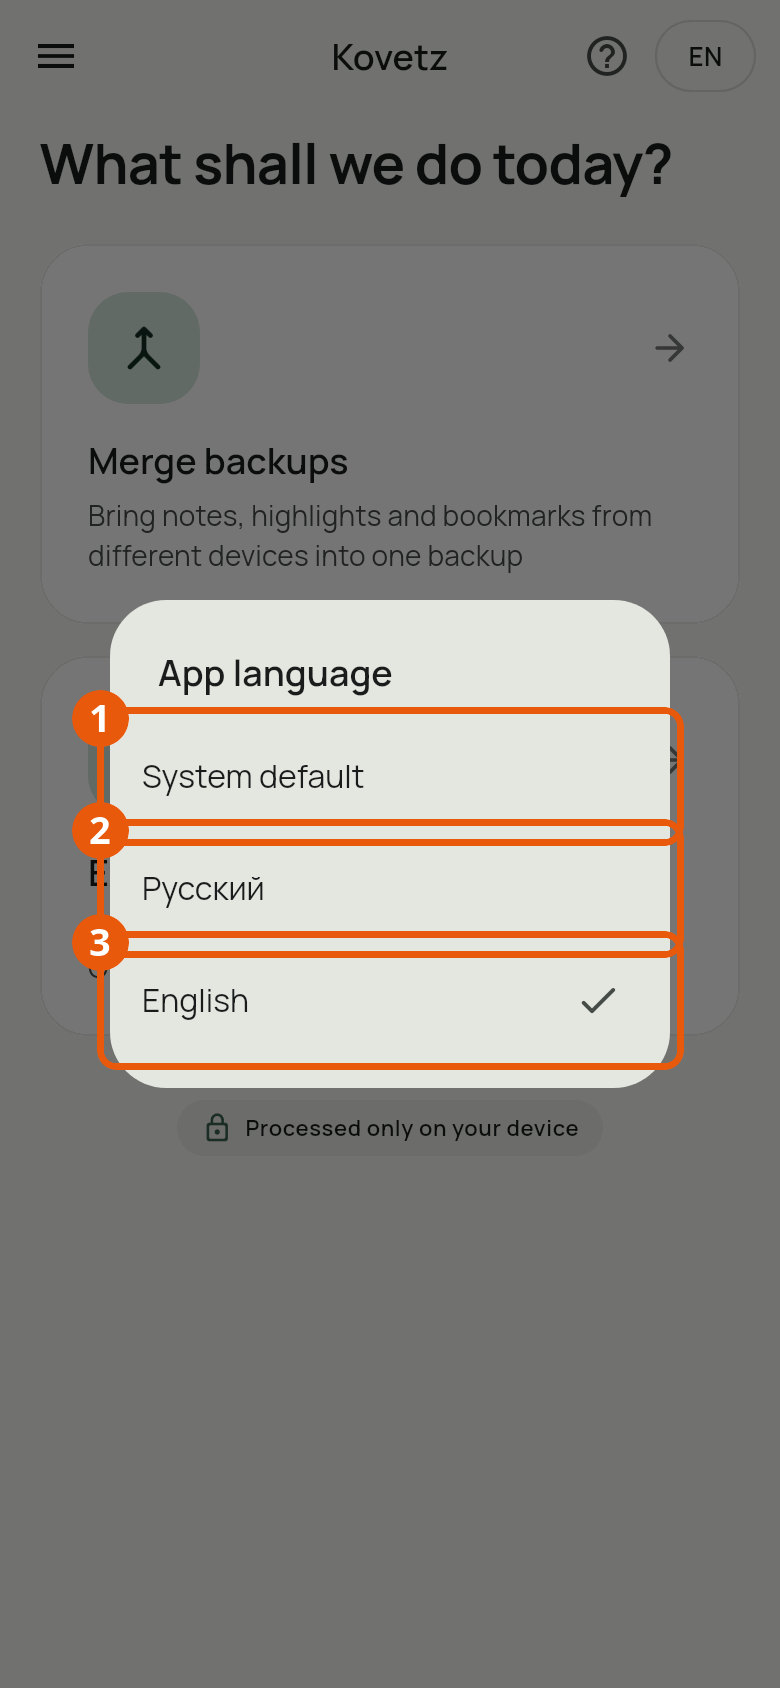 Kovetz
EN
What shall we do today?
Merge backups
Bring notes, highlights and bookmarks from
different devices into one backup
App language
1
System default
2
Русский
3
English
Processed only on your device